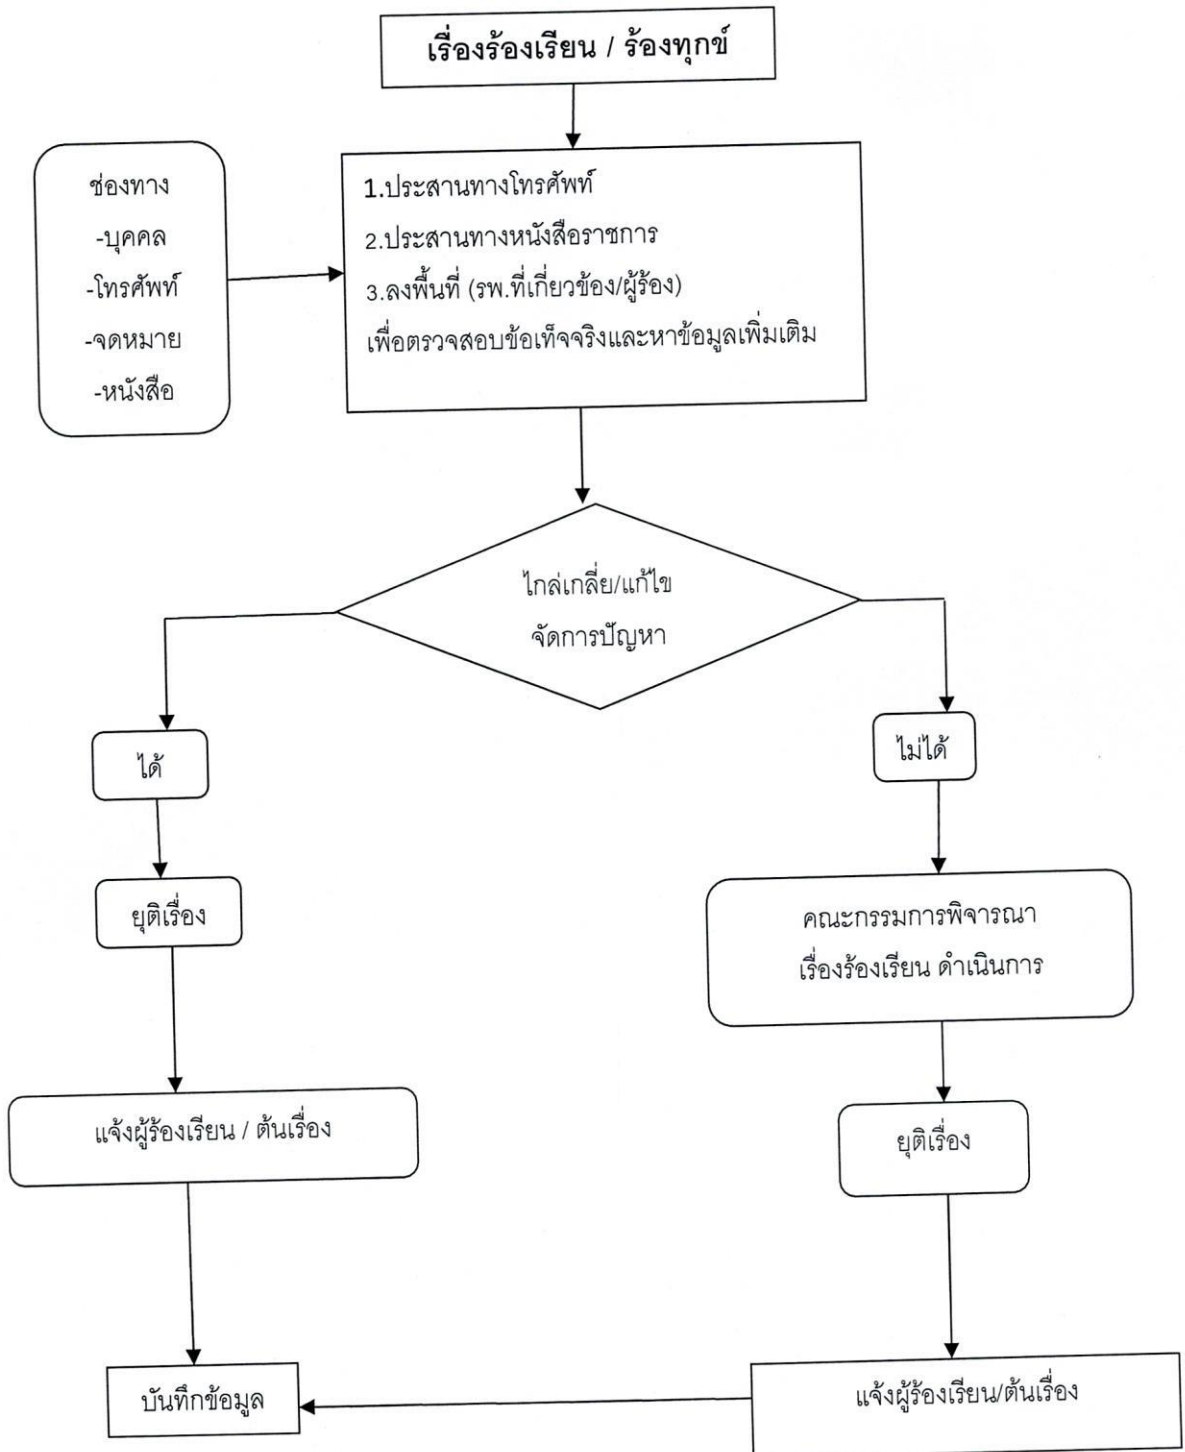 เรื่องร้องเรียน / ร้องทุกข์
ช่องทาง
-บุคคล
-โทรศัพท์
-จดหมาย
-หนังสือ
1.ประสานทางโทรศัพท์
2.ประสานทางหนังสือราชการ
3.ลงพื้นที่ (รพ.ที่เกี่ยวข้อง/ผู้ร้อง)
เพื่อตรวจสอบข้อเท็จจริงและหาข้อมูลเพิ่มเติม
ไกล่เกลี่ย/แก้ไข
จัดการปัญหา
ได้
ไม่ได้
ยุติเรื่อง
คณะกรรมการพิจารณา
เรื่องร้องเรียน ดำเนินการ
แจ้งผู้ร้องเรียน / ต้นเรื่อง
ยุติเรื่อง
บันทึกข้อมูล
แจ้งผู้ร้องเรียน/ต้นเรื่อง